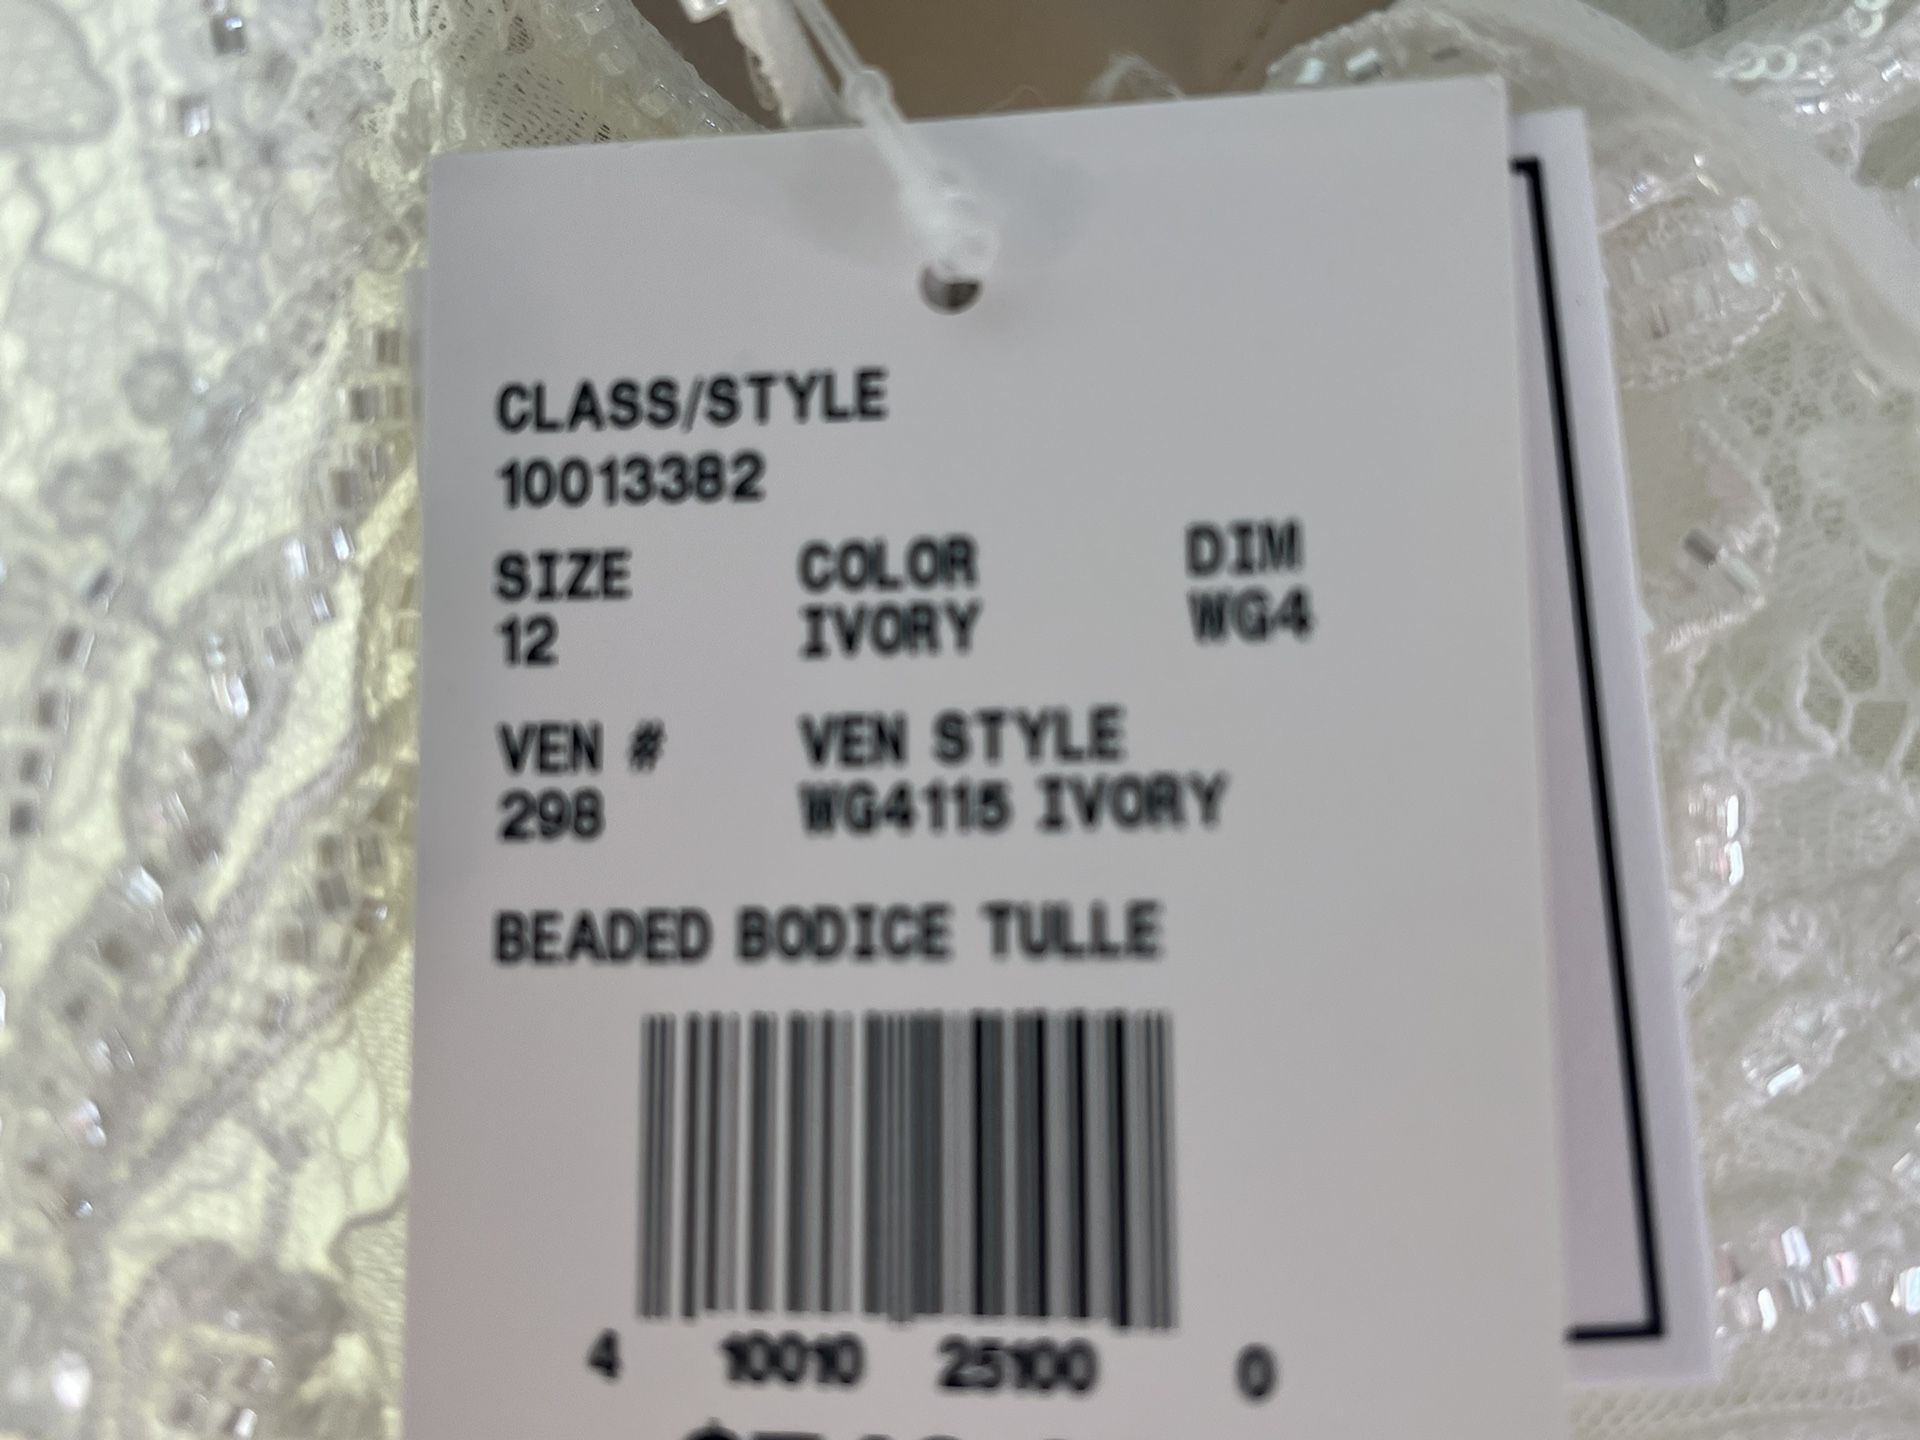 CLASS/STYLE
10013382
SIZE COLOR DIM
12 IVORY WG4
VEN # VEN STYLE
298 WG4115 IVORY
BEADED BODICE TULLE
4 10010 25100 0